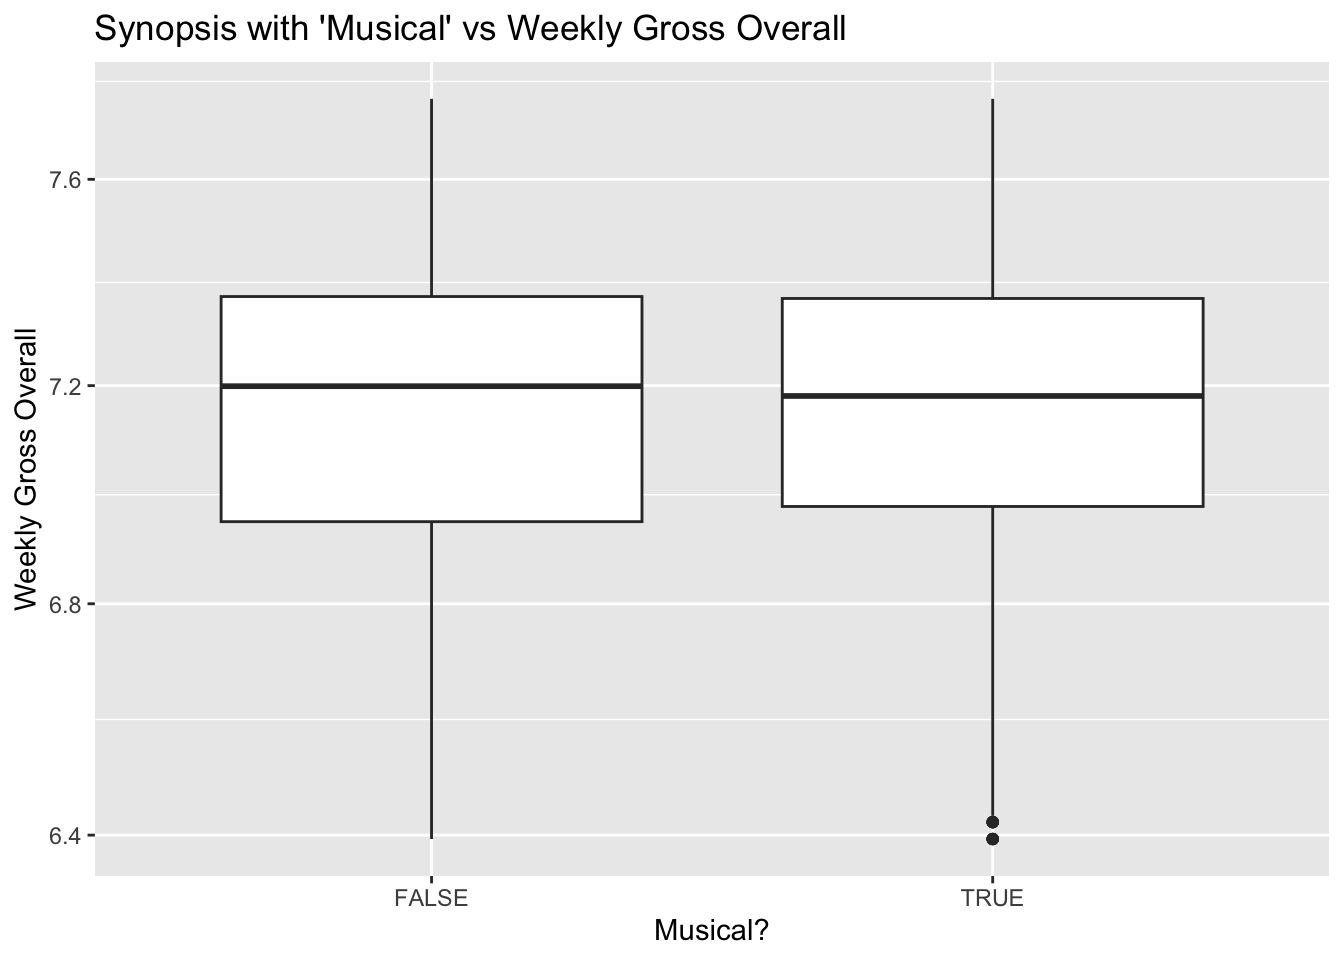 Synopsis with 'Musical' vs Weekly Gross Overall
Weekly Gross Overall
7.6
7.2
6.8
6.4
FALSE
TRUE
Musical?